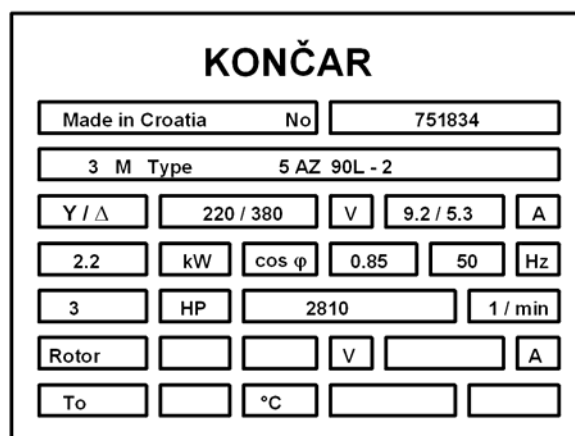 KONČAR
Made in Croatia No 751834
3 M Type 5 AZ 90L - 2
Y / Δ 220 / 380 V 9.2 / 5.3 A
2.2 kW cos φ 0.85 50 Hz
3 HP 2810 1 / min
Rotor V A
To °C